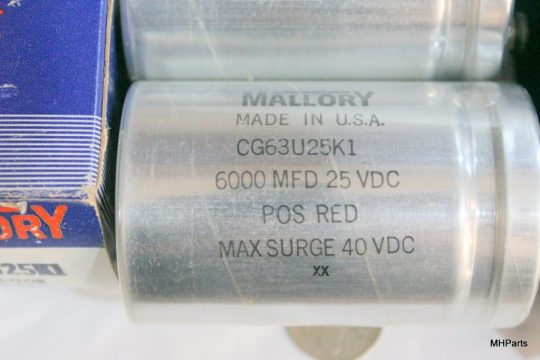 MALLORY
MADE IN U.S.A.
CG63U25K1
6000 MFD 25 VDC
POS RED
MAX SURGE 40 VDC
XX
MHParts